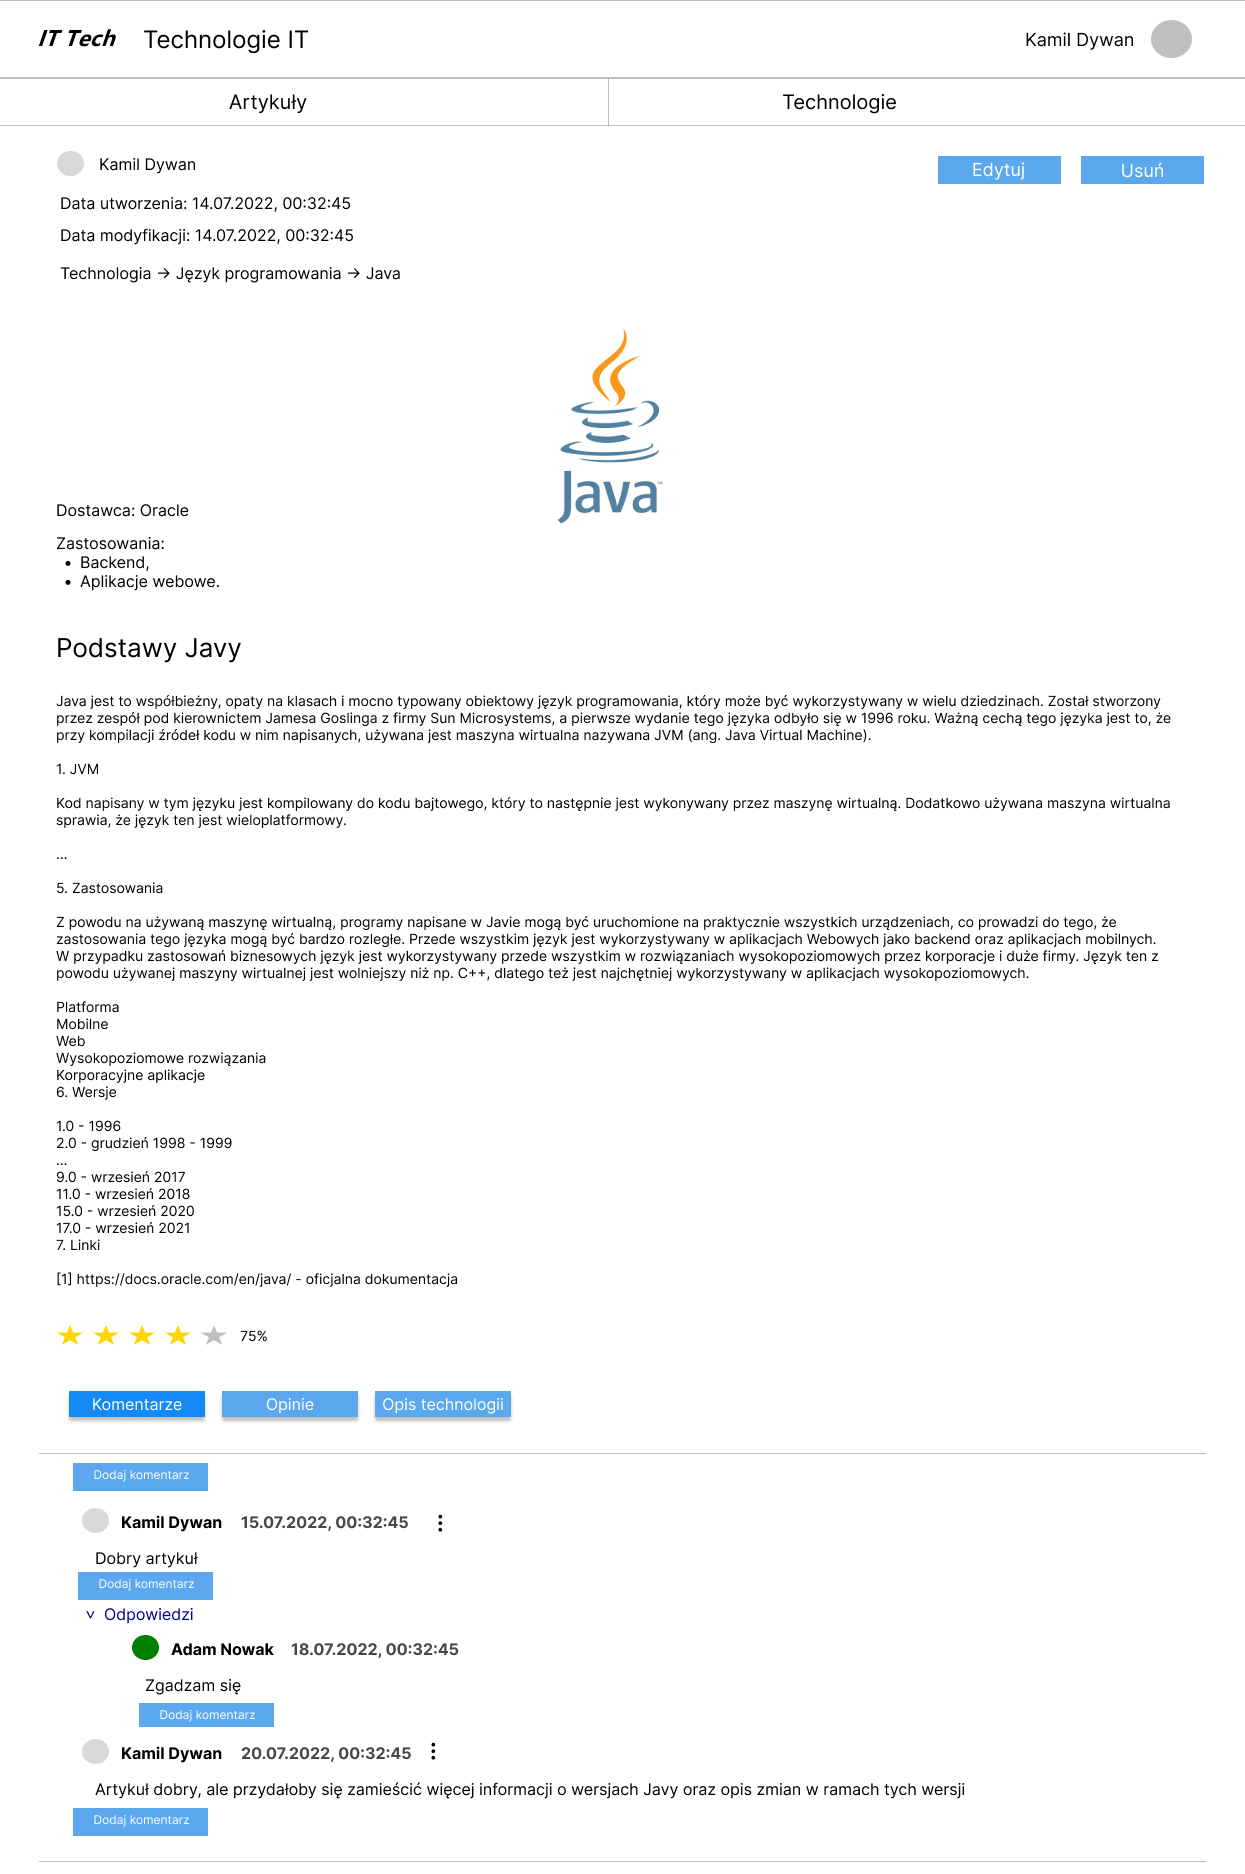 IT Tech
Technologie IT
Kamil Dywan
Artykuły
Technologie
Kamil Dywan
Edytuj
Usuń
Data utworzenia: 14.07.2022, 00:32:45
Data modyfikacji: 14.07.2022, 00:32:45
Technologia → Język programowania → Java
Java™
Dostawca: Oracle
Zastosowania:
• Backend,
• Aplikacje webowe.
Podstawy Javy
Java jest to współbieżny, opaty na klasach i mocno typowany obiektowy język programowania, który może być wykorzystywany w wielu dziedzinach. Został stworzony
przez zespół pod kierownictem Jamesa Goslinga z firmy Sun Microsystems, a pierwsze wydanie tego języka odbyło się w 1996 roku. Ważną cechą tego języka jest to, że
przy kompilacji źródeł kodu w nim napisanych, używana jest maszyna wirtualna nazywana JVM (ang. Java Virtual Machine).
1. JVM
Kod napisany w tym języku jest kompilowany do kodu bajtowego, który to następnie jest wykonywany przez maszynę wirtualną. Dodatkowo używana maszyna wirtualna
sprawia, że język ten jest wieloplatformowy.
...
5. Zastosowania
Z powodu na używaną maszynę wirtualną, programy napisane w Javie mogą być uruchomione na praktycznie wszystkich urządzeniach, co prowadzi do tego, że
zastosowania tego języka mogą być bardzo rozległe. Przede wszystkim język jest wykorzystywany w aplikacjach Webowych jako backend oraz aplikacjach mobilnych.
W przypadku zastosowań biznesowych język jest wykorzystywany przede wszystkim w rozwiązaniach wysokopoziomowych przez korporacje i duże firmy. Język ten z
powodu używanej maszyny wirtualnej jest wolniejszy niż np. C++, dlatego też jest najchętniej wykorzystywany w aplikacjach wysokopoziomowych.
Platforma
Mobilne
Web
Wysokopoziomowe rozwiązania
Korporacyjne aplikacje
6. Wersje
1.0 - 1996
2.0 - grudzień 1998 - 1999
...
9.0 - wrzesień 2017
11.0 - wrzesień 2018
15.0 - wrzesień 2020
17.0 - wrzesień 2021
7. Linki
[1] https://docs.oracle.com/en/java/ - oficjalna dokumentacja
75%
Komentarze
Opinie
Opis technologii
Dodaj komentarz
Kamil Dywan 15.07.2022, 00:32:45
Dobry artykuł
Dodaj komentarz
Odpowiedzi
Adam Nowak 18.07.2022, 00:32:45
Zgadzam się
Dodaj komentarz
Kamil Dywan 20.07.2022, 00:32:45
Artykuł dobry, ale przydałoby się zamieścić więcej informacji o wersjach Javy oraz opis zmian w ramach tych wersji
Dodaj komentarz